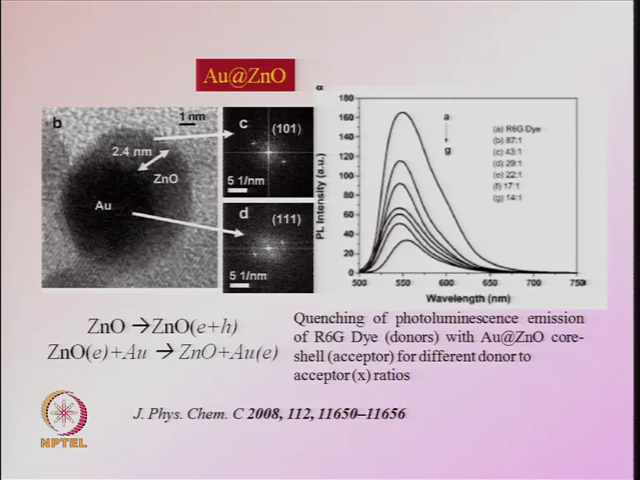 Au@ZnO
b
1 nm
2.4 nm
ZnO
Au
c
(101)
5 1/nm
d
(111)
5 1/nm
180
160
140
120
100
80
60
40
20
0
PL Intensity (a.u.)
500
550
600
650
700
750
Wavelength (nm)
a
g
(a) R6G Dye
(b) 87:1
(c) 43:1
(d) 29:1
(e) 22:1
(f) 17:1
(g) 14:1
ZnO → ZnO(e+h)
ZnO(e)+Au → ZnO+Au(e)
Quenching of photoluminescence emission
of R6G Dye (donors) with Au@ZnO core-
shell (acceptor) for different donor to
acceptor (x) ratios
J. Phys. Chem. C 2008, 112, 11650–11656
NPTEL